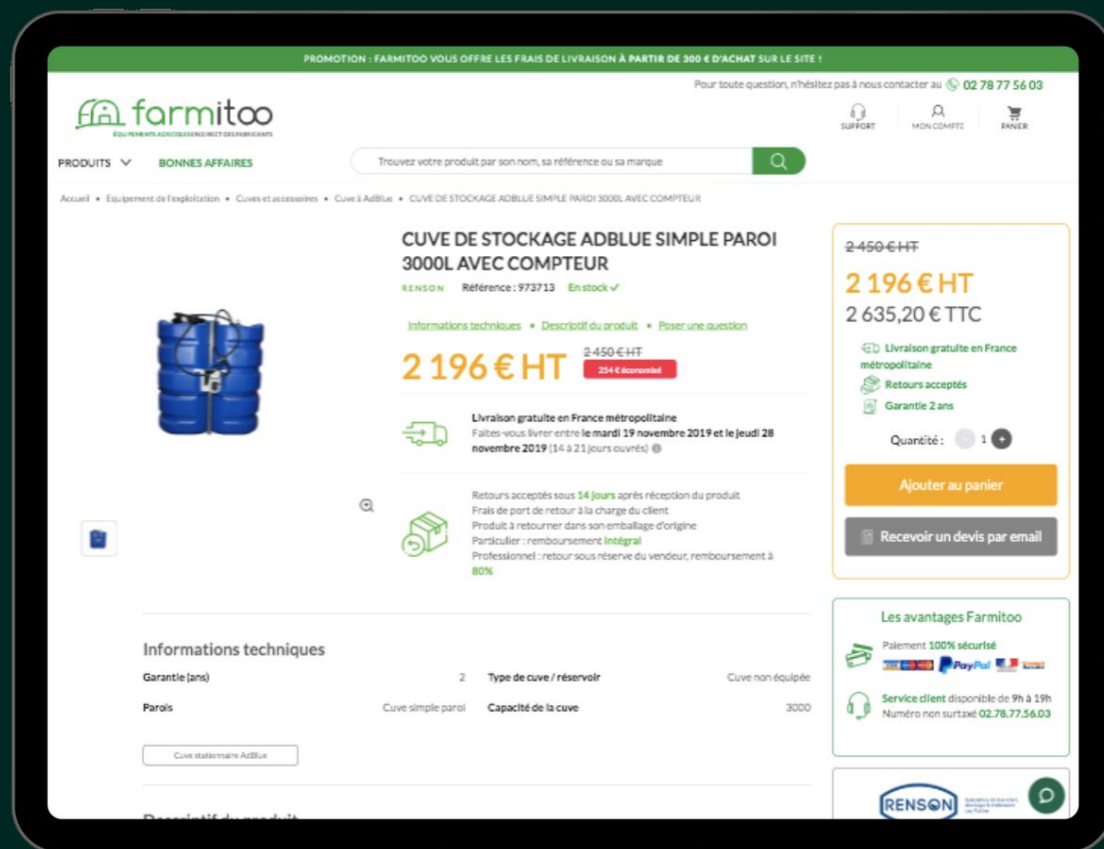 PROMOTION : FARMITOO VOUS OFFRE LES FRAIS DE LIVRAISON À PARTIR DE 300 € D'ACHAT SUR LE SITE !
Pour toute question, n'hésitez pas à nous contacter au 02 78 77 56 03
farmitoo
ÉQUIPEMENTS AGRICOLES EN DIRECT DES FABRICANTS
SUPPORT
MON COMPTE
PANIER
PRODUITS
BONNES AFFAIRES
Trouvez votre produit par son nom, sa référence ou sa marque
Accueil • Equipement de l'exploitation • Cuves et accessoires • Cuve à AdBlue • CUVE DE STOCKAGE ADBLUE SIMPLE PAROI 3000L AVEC COMPTEUR
CUVE DE STOCKAGE ADBLUE SIMPLE PAROI
3000L AVEC COMPTEUR
RENSON Référence : 973713 En stock ✓
Informations techniques • Descriptif du produit • Poser une question
2 196 € HT
2 450 € HT
254 € économisé
Livraison gratuite en France métropolitaine
Faites-vous livrer entre le mardi 19 novembre 2019 et le jeudi 28
novembre 2019 (14 à 21 jours ouvrés)
Retours acceptés sous 14 jours après réception du produit
Frais de port de retour à la charge du client
Produit à retourner dans son emballage d'origine
Particulier : remboursement intégral
Professionnel : retour sous réserve du vendeur, remboursement à
80%
2 450 € HT
2 196 € HT
2 635,20 € TTC
Livraison gratuite en France
métropolitaine
Retours acceptés
Garantie 2 ans
Quantité : - 1 +
Ajouter au panier
Recevoir un devis par email
Les avantages Farmitoo
Paiement 100% sécurisé
PayPal
Service client disponible de 9h à 19h
Numéro non surtaxé 02.78.77.56.03
RENSON
Informations techniques
Garantie (ans) 2 Type de cuve / réservoir Cuve non équipée
Parois Cuve simple paroi Capacité de la cuve 3000
Cuve stationnaire AdBlue
Descriptif du produit